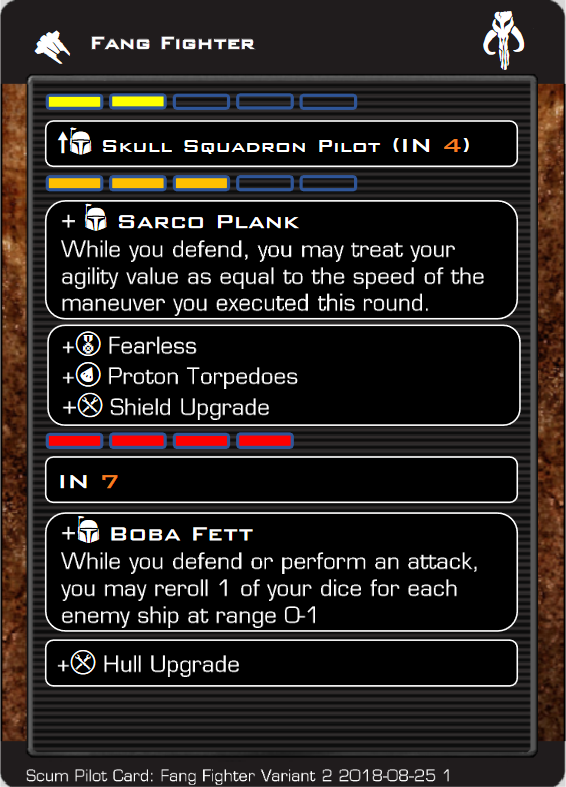 Fang Fighter
Skull Squadron Pilot (IN 4)
+ Sarco Plank
While you defend, you may treat your
agility value as equal to the speed of the
maneuver you executed this round.
+ Fearless
+ Proton Torpedoes
+ Shield Upgrade
IN 7
+ Boba Fett
While you defend or perform an attack,
you may reroll 1 of your dice for each
enemy ship at range 0-1
+ Hull Upgrade
Scum Pilot Card: Fang Fighter Variant 2 2018-08-25 1